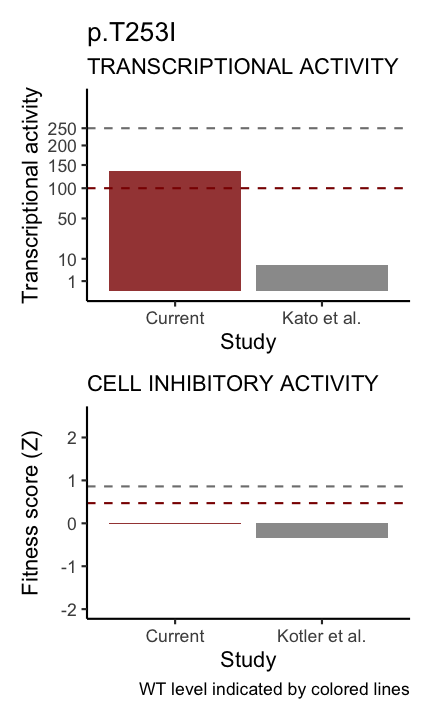 p.T253I
TRANSCRIPTIONAL ACTIVITY
Transcriptional activity
250
200
150
100
50
10
1
Current
Kato et al.
Study
CELL INHIBITORY ACTIVITY
Fitness score (Z)
2
1
0
-1
-2
Current
Kotler et al.
Study
WT level indicated by colored lines